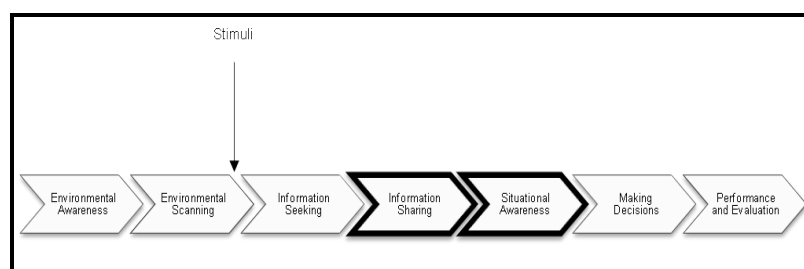 Stimuli
Environmental
Awareness
Environmental
Scanning
Information
Seeking
Information
Sharing
Situational
Awareness
Making
Decisions
Performance
and Evaluation